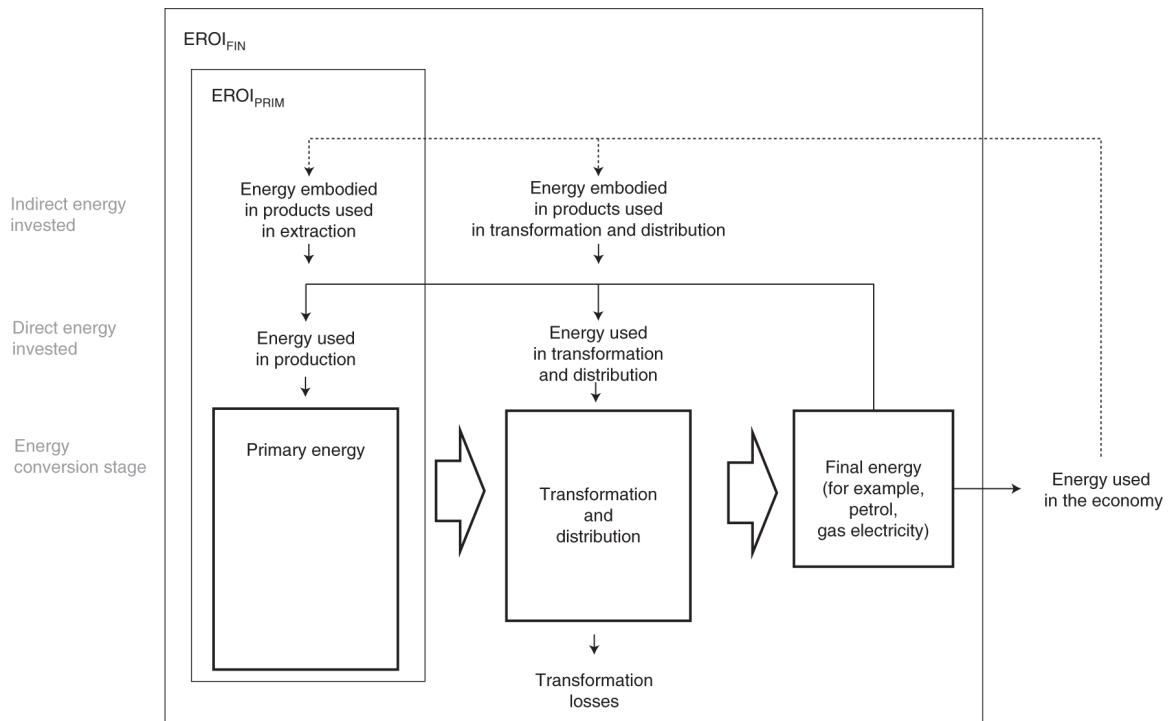 EROI_FIN
EROI_PRIM
Indirect energy
invested
Energy embodied
in products used
in extraction
Energy embodied
in products used
in transformation and distribution
Direct energy
invested
Energy used
in production
Energy used
in transformation
and distribution
Energy
conversion stage
Primary energy
Transformation
and
distribution
Final energy
(for example,
petrol,
gas electricity)
Energy used
in the economy
Transformation
losses